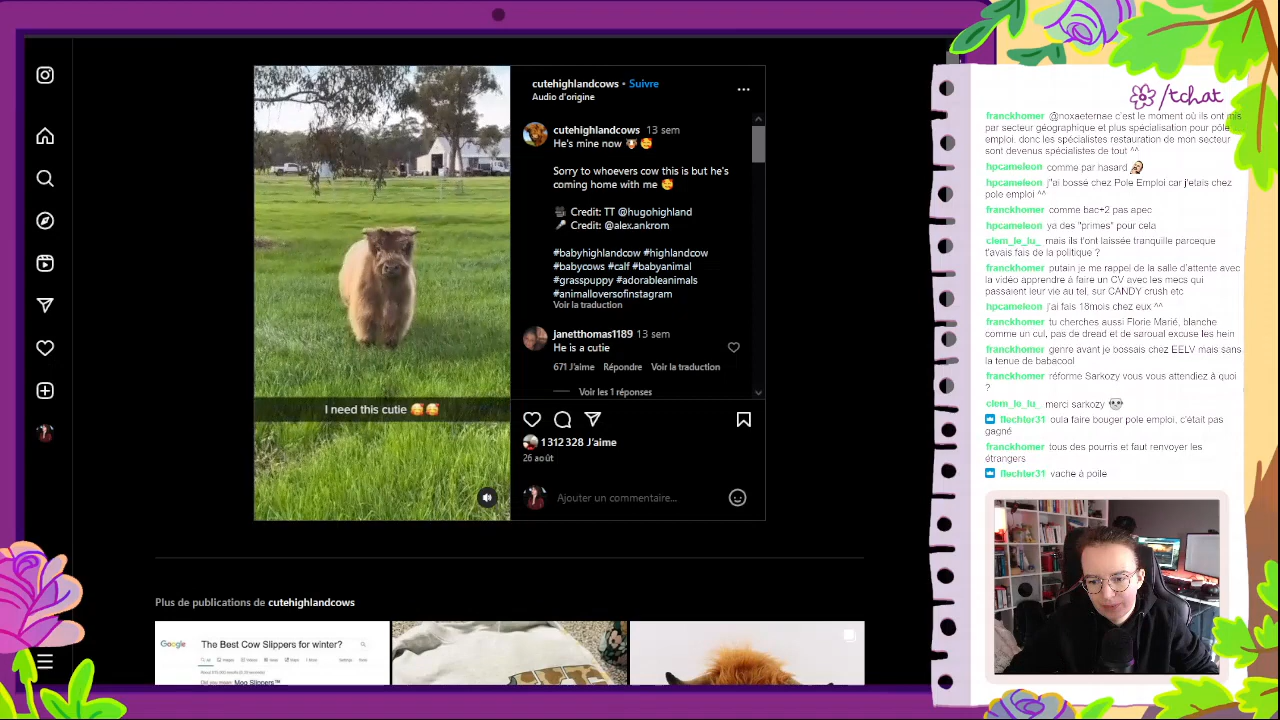 cutehighlandcows • Suivre
Audio d'origine
cutehighlandcows 13 sem
He's mine now
Sorry to whoevers cow this is but he's
coming home with me
Credit: TT @hugohighland
Credit: @alex.ankrom
#babyhighlandcow #highlandcow
#babycows #calf #babyanimal
#grasspuppy #adorableanimals
#animalloversofinstagram
Voir la traduction
janetthomas1189 13 sem
He is a cutie
671 J'aime Répondre Voir la traduction
Voir les 1 réponses
I need this cutie
1 312 328 J'aime
26 août
Ajouter un commentaire...
Plus de publications de cutehighlandcows
Google The Best Cow Slippers for winter?
Did you mean: Moo Slippers™
/tchat
franckhomer @noxaeternae c'est le moment où ils ont mis
par secteur géographique et plus spécialisation pour pôle
emploi. donc les spécialistes restauration de mon secteur
sont devenus spécialistes de tout ^^
hpcameleon comme par hasard
hpcameleon j"ai bossé chez Pole Emploi car j'etais chez
pole emploi ^^
franckhomer comme bac+2 pas apec
hpcameleon ya des "primes" pour cela
clem_le_lu_ mais ils t'ont laissée tranquille parceque
t'avais fais de la politique ?
franckhomer putain je me rappel de la salle d'attente avec
la vidéo apprendre à faire un CV avec les mecs qui
passaient leur vie au tel, sur CANDY crush etc
hpcameleon j'ai fais 18mois chez eux ^^
franckhomer tu cherches aussi Florie Marié, blanche
comme un cul, pas de dread et de saroual. excuse les hein
franckhomer genre avant je bossais chez EELV mais sans
la tenue de babacool
franckhomer réforme Sarkozy vous vous attendiez à quoi
?
clem_le_lu_ merci sarkozy
flechter31 oula faire bouger pole emploi, c'était pas
gagné
franckhomer tous des pourris et faut renvoyer les
étrangers
flechter31 vache à poile